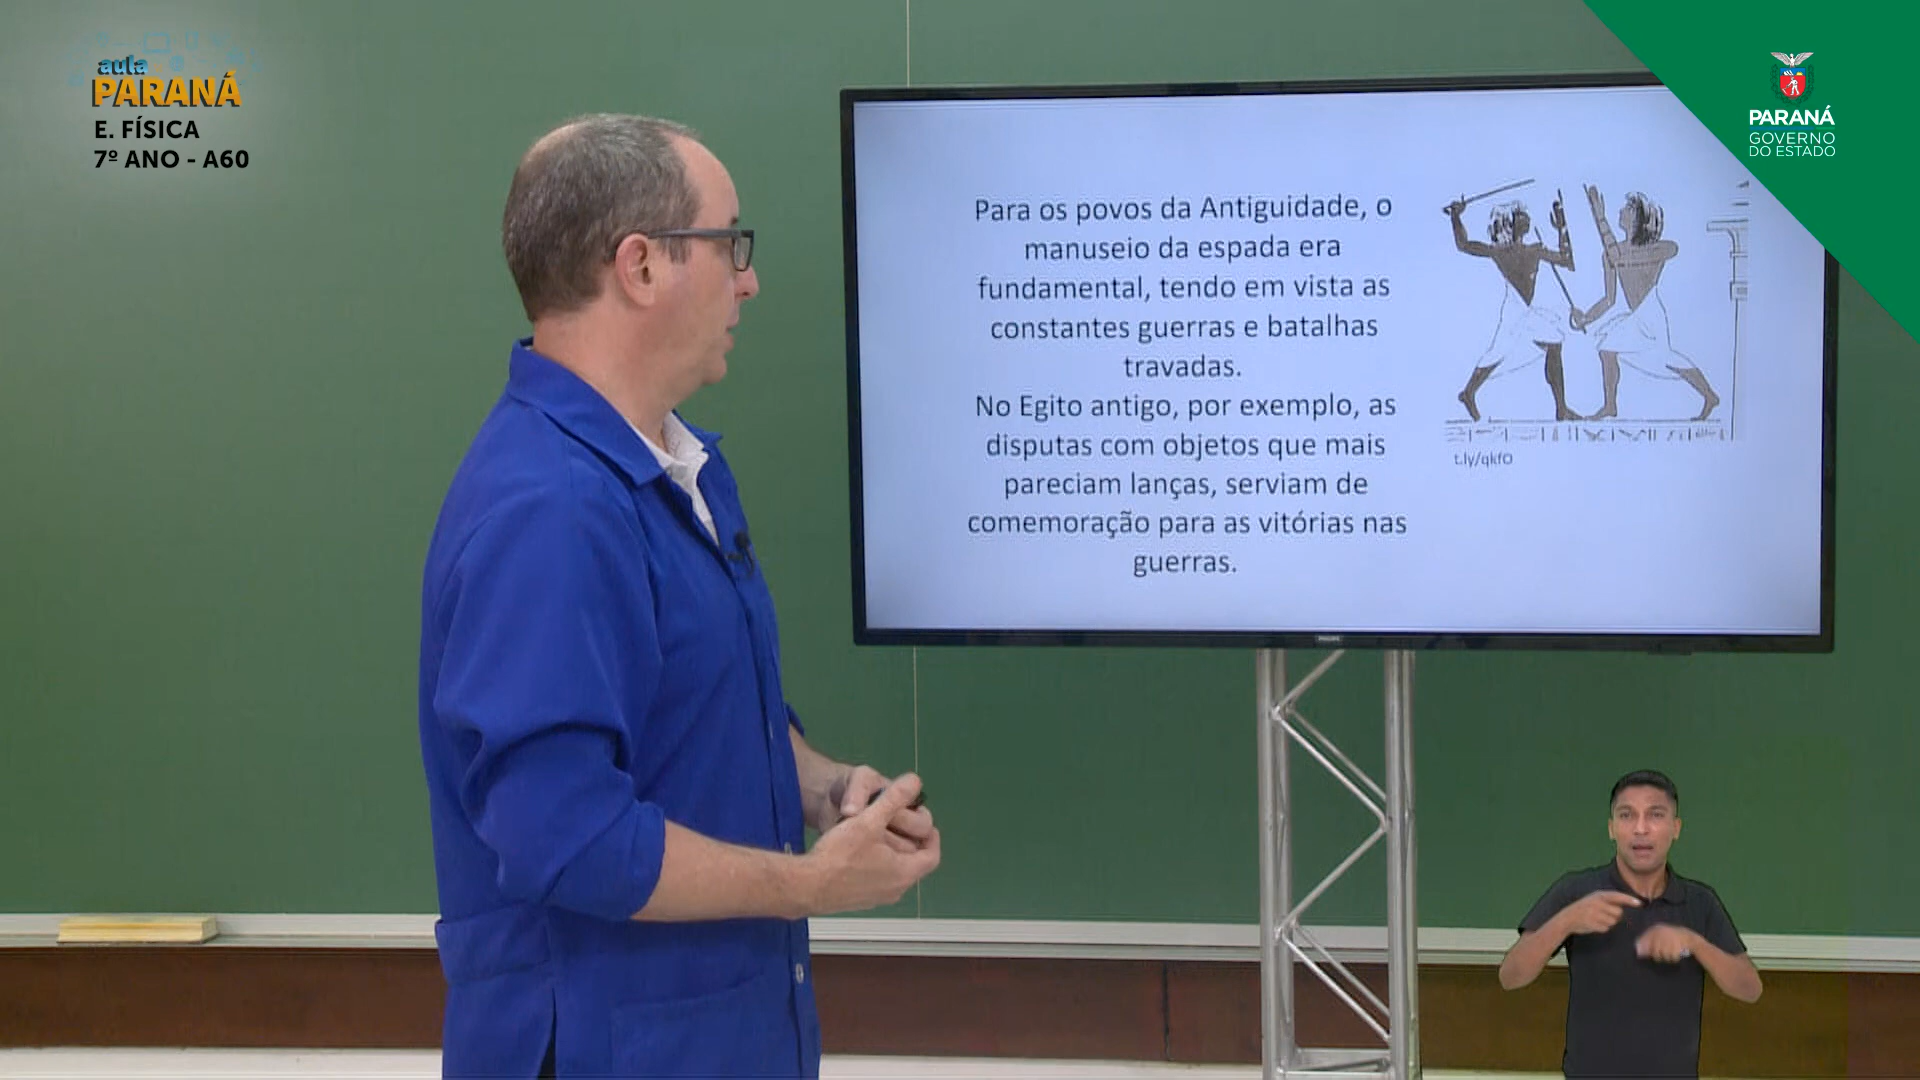 aula
PARANÁ
E. FÍSICA
7º ANO - A60
PARANÁ
GOVERNO
DO ESTADO
Para os povos da Antiguidade, o
manuseio da espada era
fundamental, tendo em vista as
constantes guerras e batalhas
travadas.
No Egito antigo, por exemplo, as
disputas com objetos que mais
pareciam lanças, serviam de
comemoração para as vitórias nas
guerras.
t.ly/qkfO
PHILIPS